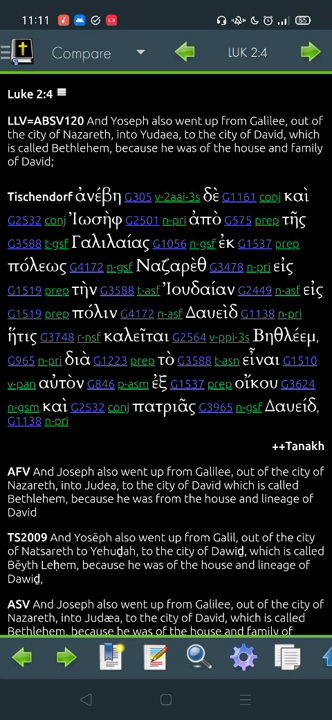 11:11
55
Compare
LUK 2:4
Luke 2:4
LLV=ABSV120 And Yoseph also went up from Galilee, out of
the city of Nazareth, into Yudaea, to the city of David, which
is called Bethlehem, because he was of the house and family
of David;
Tischendorf ἀνέβη G305 v-2aai-3s δὲ G1161 conj καὶ
G2532 conj Ἰωσὴφ G2501 n-pri ἀπὸ G575 prep τῆς
G3588 t-gsf Γαλιλαίας G1056 n-gsf ἐκ G1537 prep
πόλεως G4172 n-gsf Ναζαρὲθ G3478 n-pri εἰς
G1519 prep τὴν G3588 t-asf Ἰουδαίαν G2449 n-asf εἰς
G1519 prep πόλιν G4172 n-asf Δαυεὶδ G1138 n-pri
ἥτις G3748 r-nsf καλεῖται G2564 v-ppi-3s Βηθλέεμ,
G965 n-pri διὰ G1223 prep τὸ G3588 t-asn εἶναι G1510
v-pan αὐτὸν G846 p-asm ἐξ G1537 prep οἴκου G3624
n-gsm καὶ G2532 conj πατριᾶς G3965 n-gsf Δαυείδ,
G1138 n-pri
++Tanakh
AFV And Joseph also went up from Galilee, out of the city of
Nazareth, into Judea, to the city of David which is called
Bethlehem, because he was from the house and lineage of
David
TS2009 And Yosĕph also went up from Galil, out of the city
of Natsareth to Yehuḏah, to the city of Dawiḏ, which is called
Bĕyth Leḥem, because he was of the house and lineage of
Dawiḏ,
ASV And Joseph also went up from Galilee, out of the city of
Nazareth, into Judæa, to the city of David, which is called
Bethlehem, because he was of the house and family of